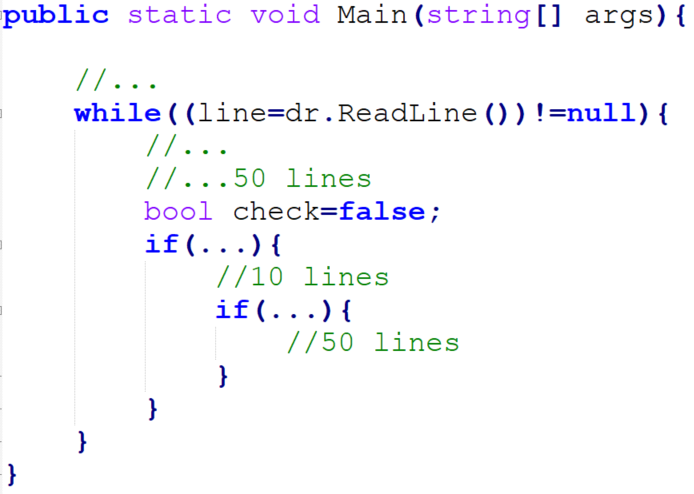 public static void Main(string[] args){
//...
while((line=dr.ReadLine())!=null){
//...
//...50 lines
bool check=false;
if(...){
//10 lines
if(...){
//50 lines
}
}
}
}